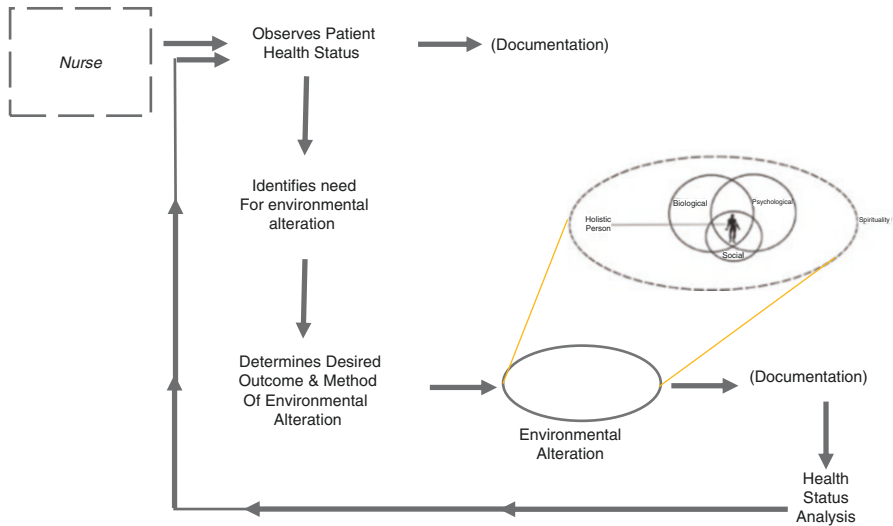 Nurse
Observes Patient
Health Status
(Documentation)
Identifies need
For environmental
alteration
Biological
Psychological
Holistic
Person
Spirituality
Social
Determines Desired
Outcome & Method
Of Environmental
Alteration
Environmental
Alteration
(Documentation)
Health
Status
Analysis